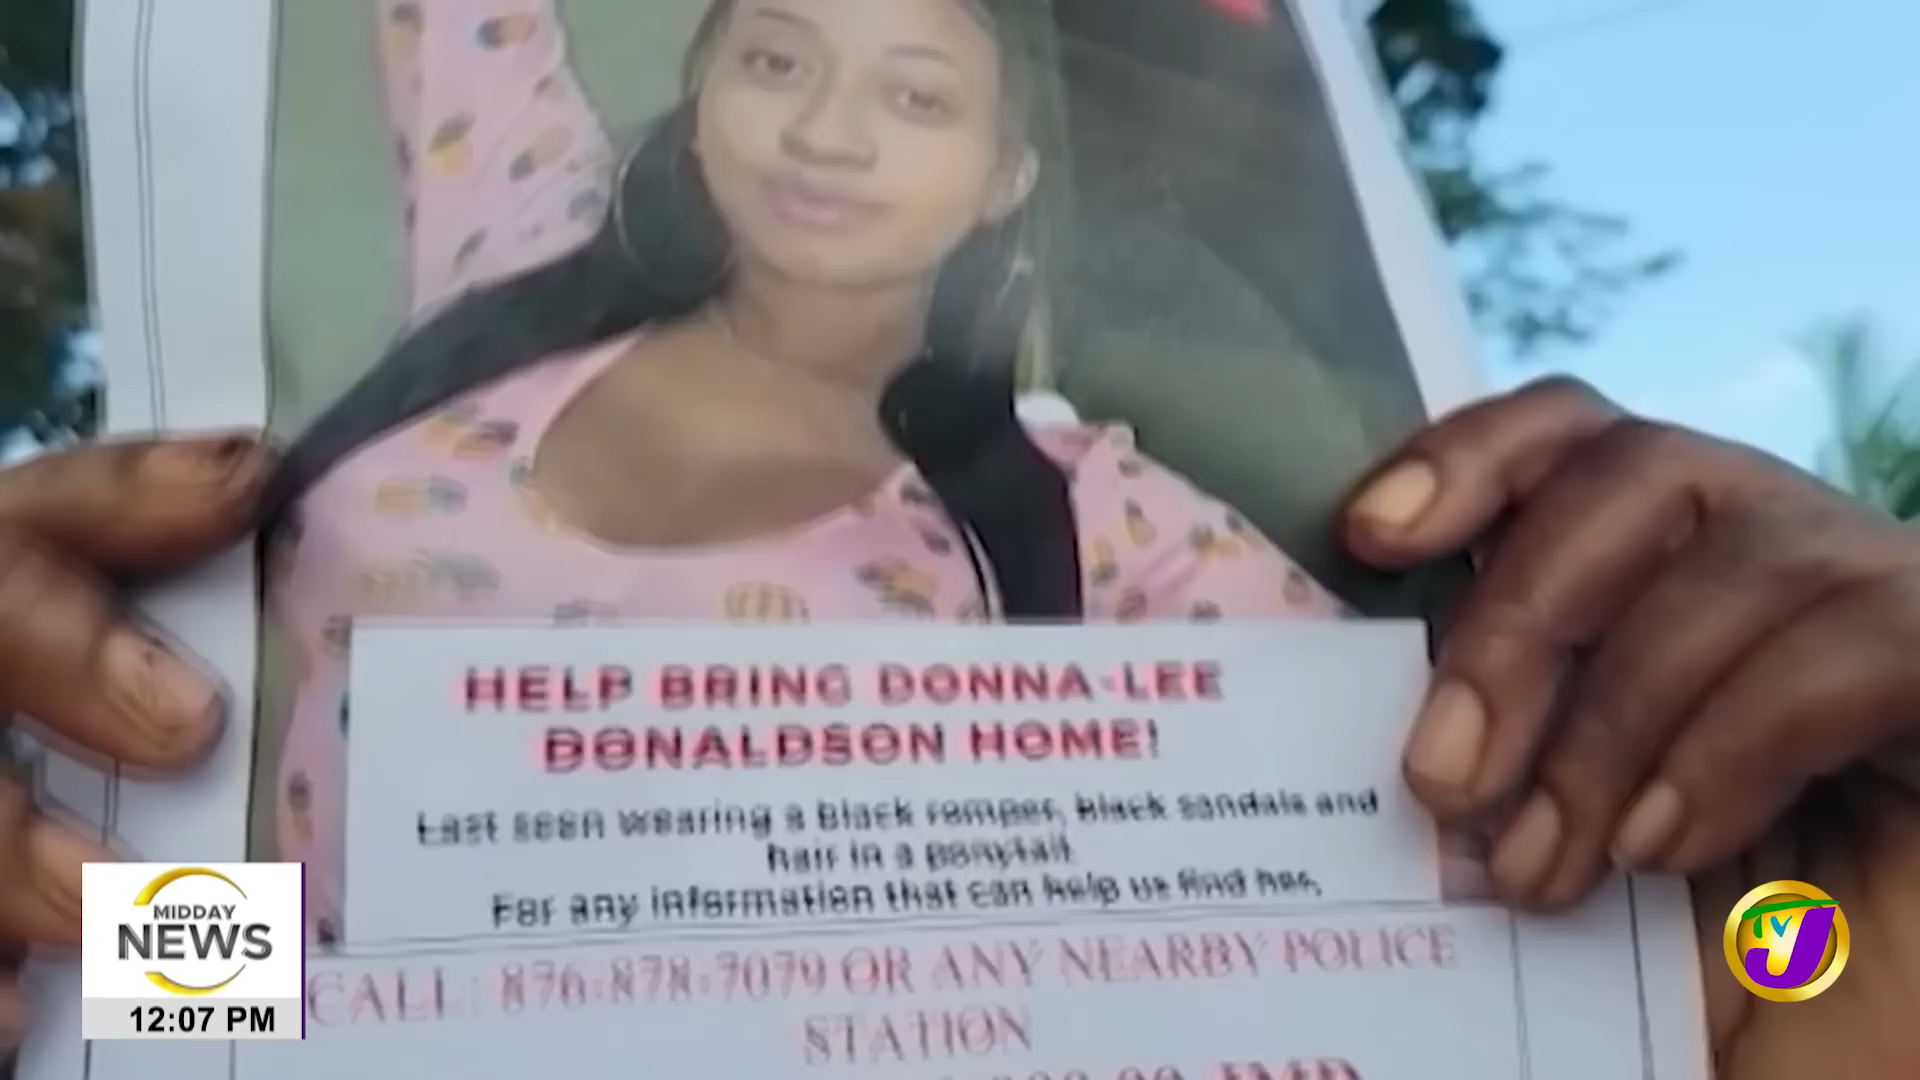 HELP BRING DONNA-LEE
DONALDSON HOME!
Last seen wearing a black romper, black sandals and
hair in a ponytail.
For any information that can help us find her,
CALL: 876-878-7079 OR ANY NEARBY POLICE
STATION
JMD
MIDDAY
NEWS
12:07 PM
TVJ